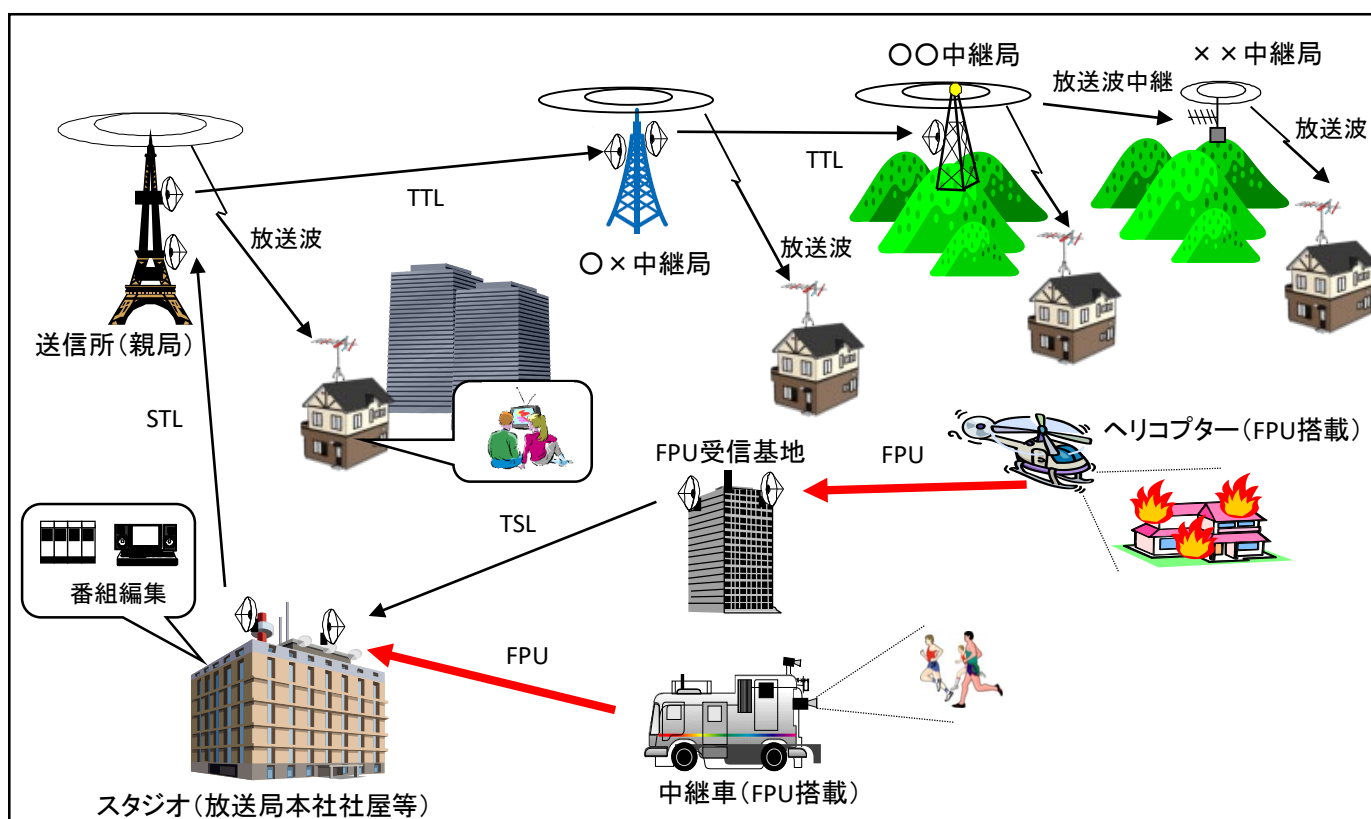 〇〇中継局
××中継局
放送波中継
放送波
TTL
TTL
放送波
〇×中継局
放送波
送信所(親局)
STL
FPU受信基地
FPU
ヘリコプター(FPU搭載)
TSL
番組編集
FPU
中継車(FPU搭載)
スタジオ(放送局本社社屋等)